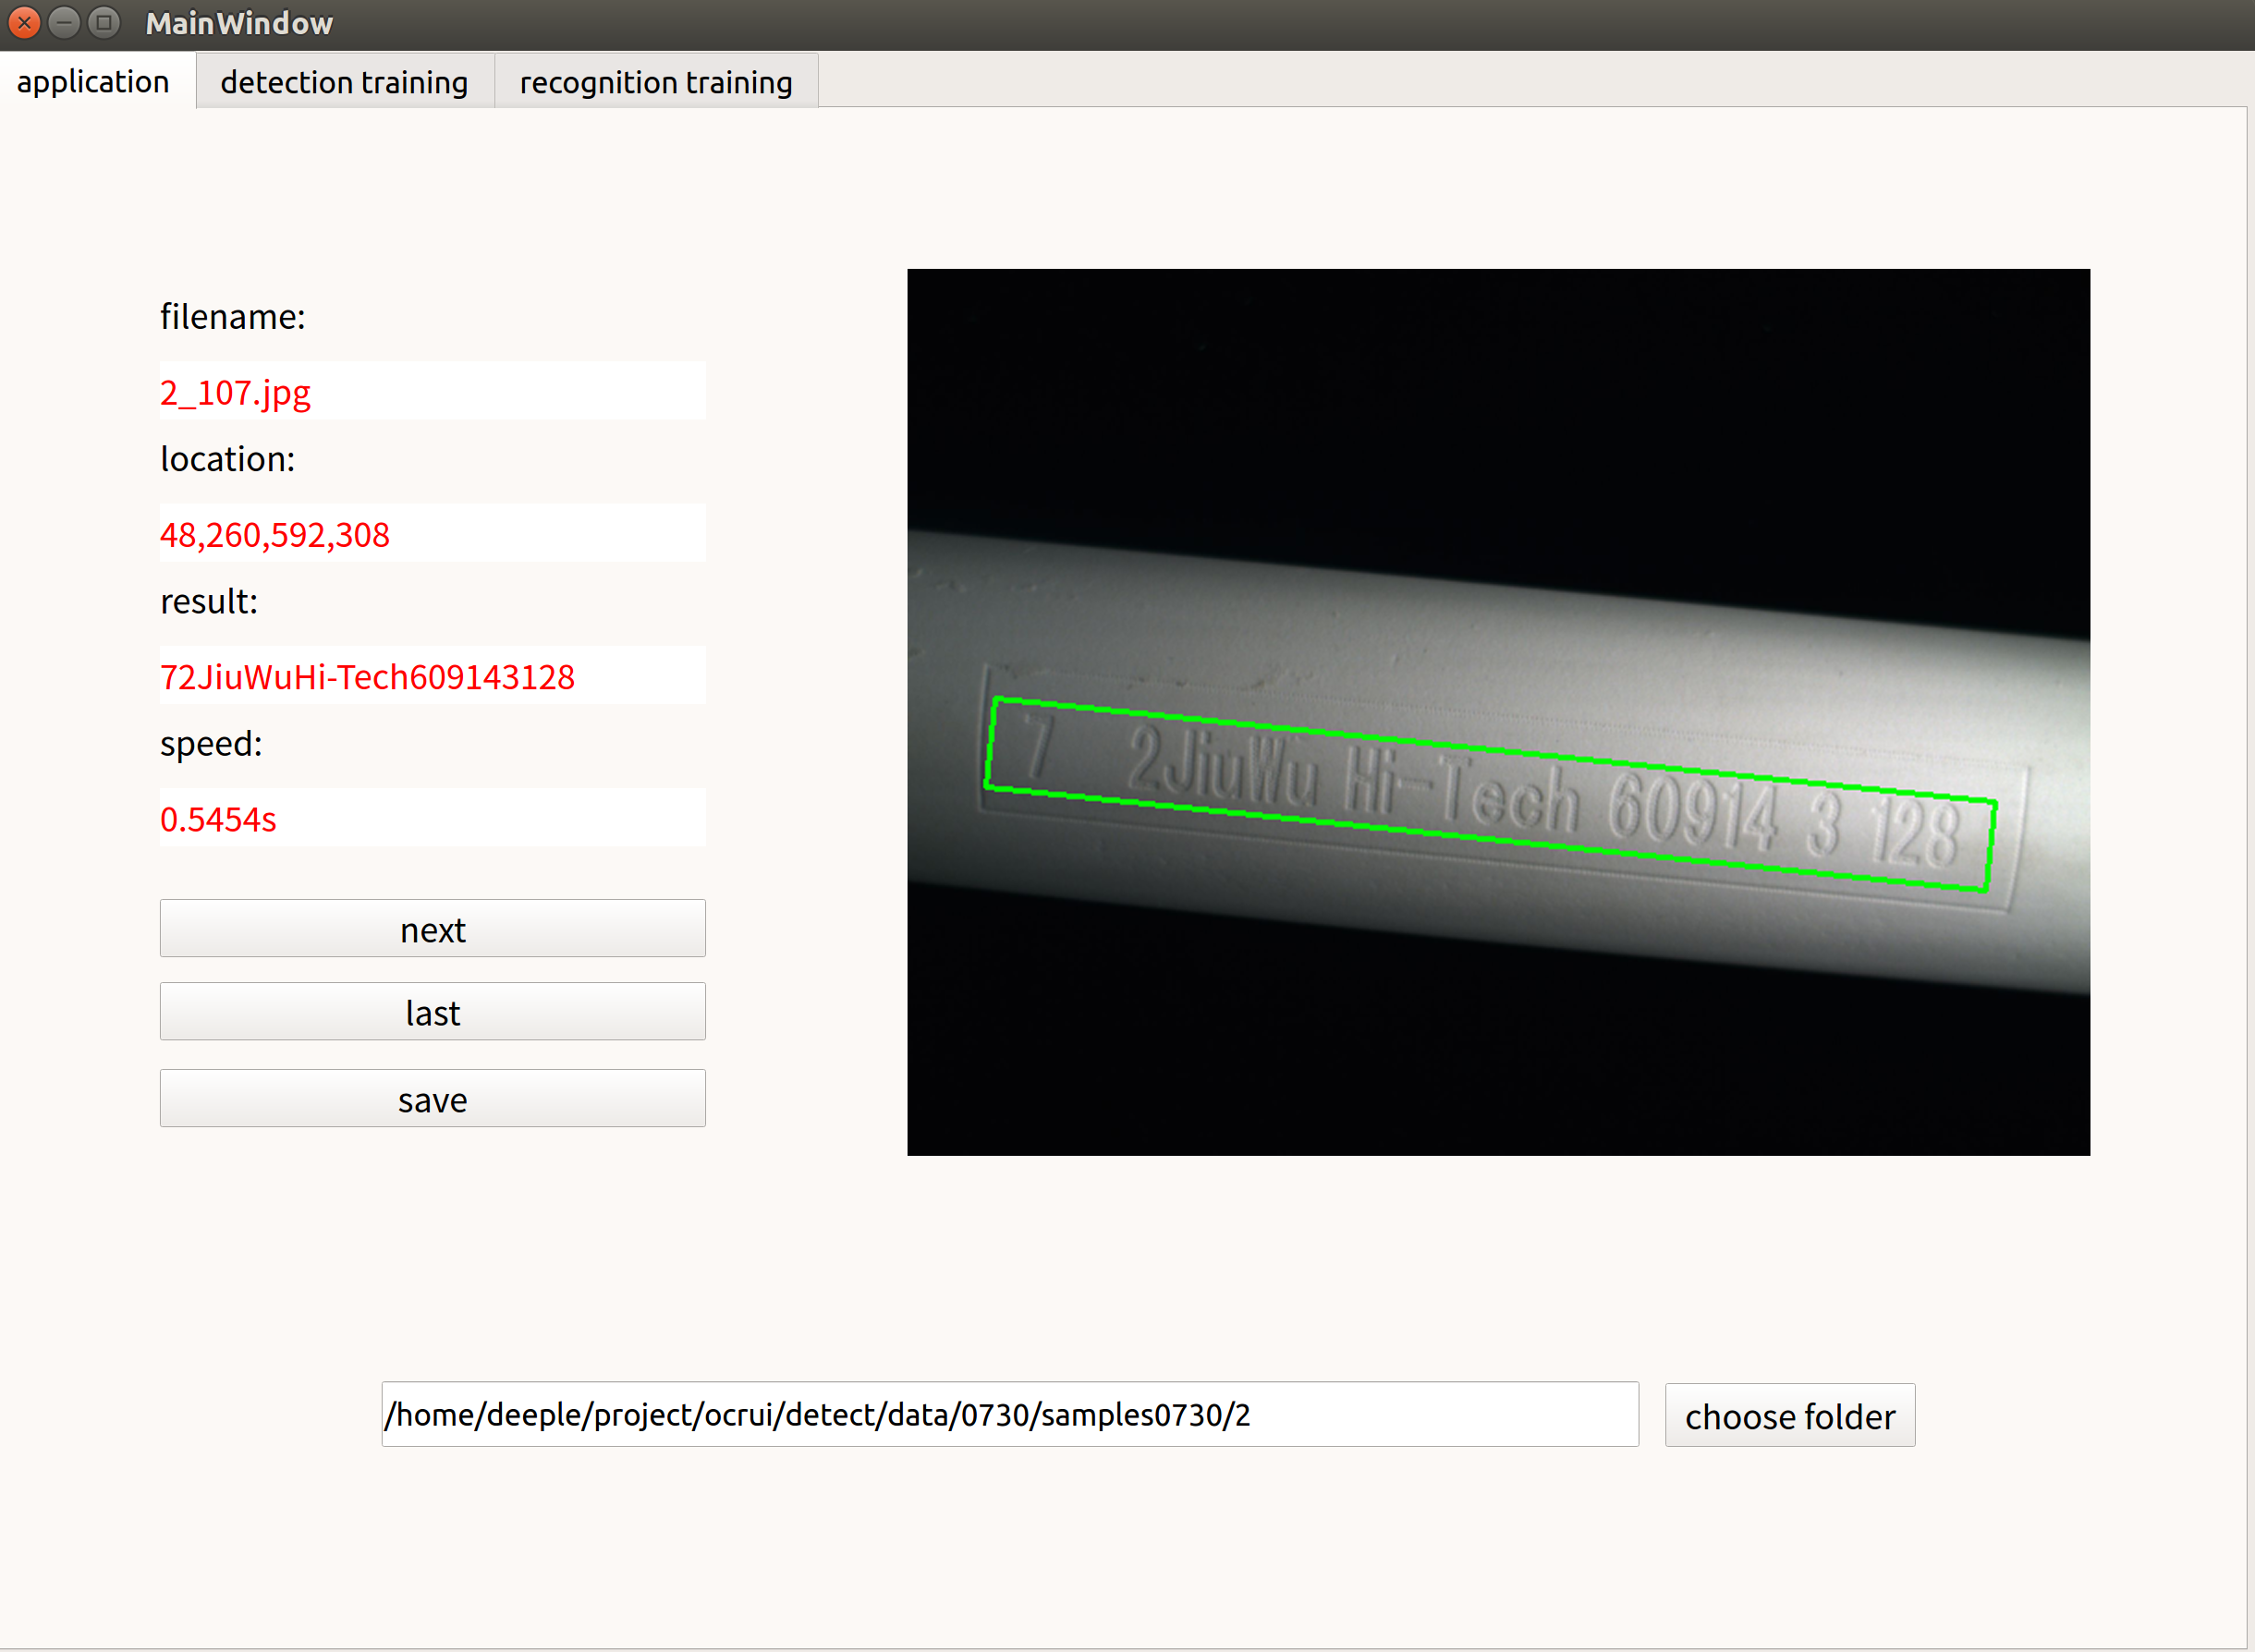 MainWindow
application
detection training
recognition training
filename:
2_107.jpg
location:
48,260,592,308
result:
72JiuWuHi-Tech609143128
speed:
0.5454s
next
last
save
7 2JiuWu Hi-Tech 60914 3 128
/home/deeple/project/ocrui/detect/data/0730/samples0730/2
choose folder